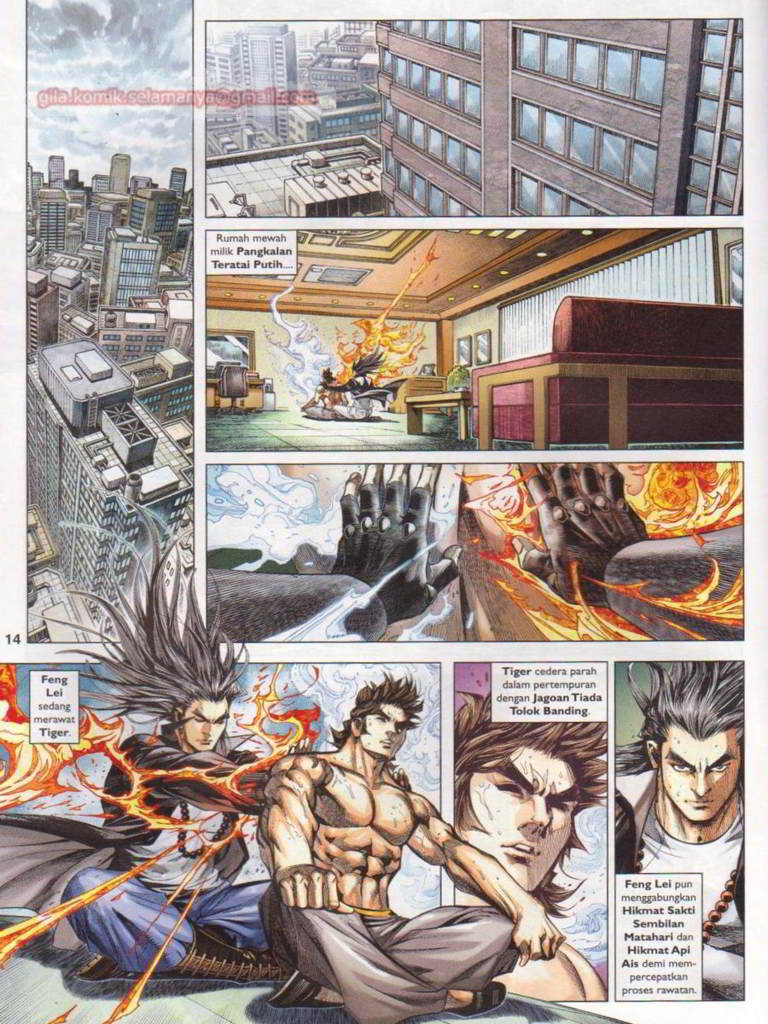 gila.komik.selamanya@gmail.com
Rumah mewah
milik Pangkalan
Teratai Putih....
14
Feng
Lei
sedang
merawat
Tiger.
Tiger cedera parah
dalam pertempuran
dengan Jagoan Tiada
Tolok Banding.
Feng Lei pun
menggabungkan
Hikmat Sakti
Sembilan
Matahari dan
Hikmat Api
Ais demi mem-
percepatkan
proses rawatan.